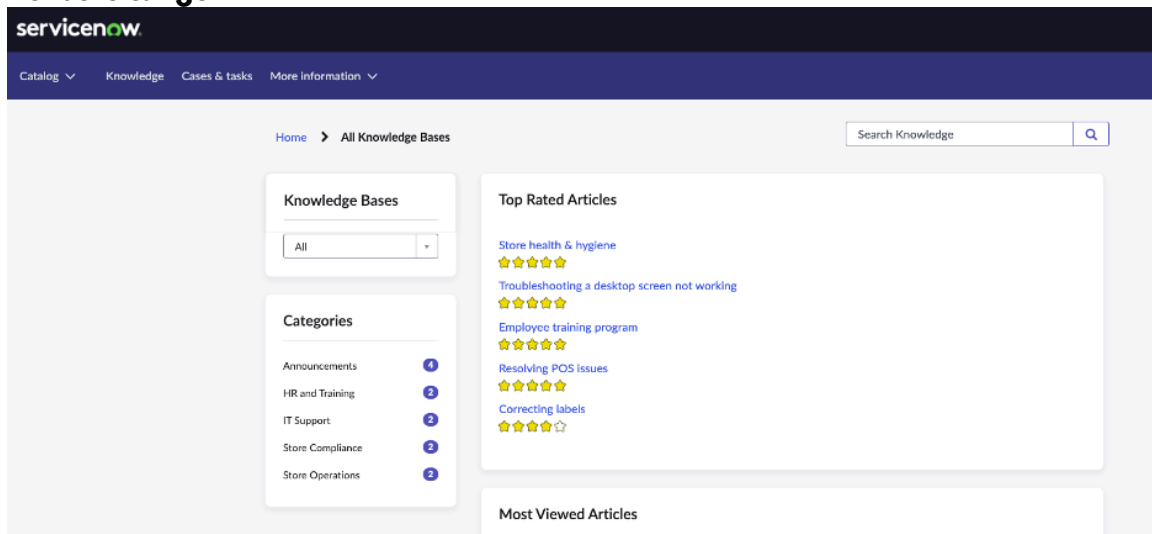 servicenow.
Catalog
Knowledge
Cases & tasks
More information
Home
All Knowledge Bases
Search Knowledge
Knowledge Bases
All
Categories
Announcements 4
HR and Training 2
IT Support 2
Store Compliance 2
Store Operations 2
Top Rated Articles
Store health & hygiene
Troubleshooting a desktop screen not working
Employee training program
Resolving POS issues
Correcting labels
Most Viewed Articles